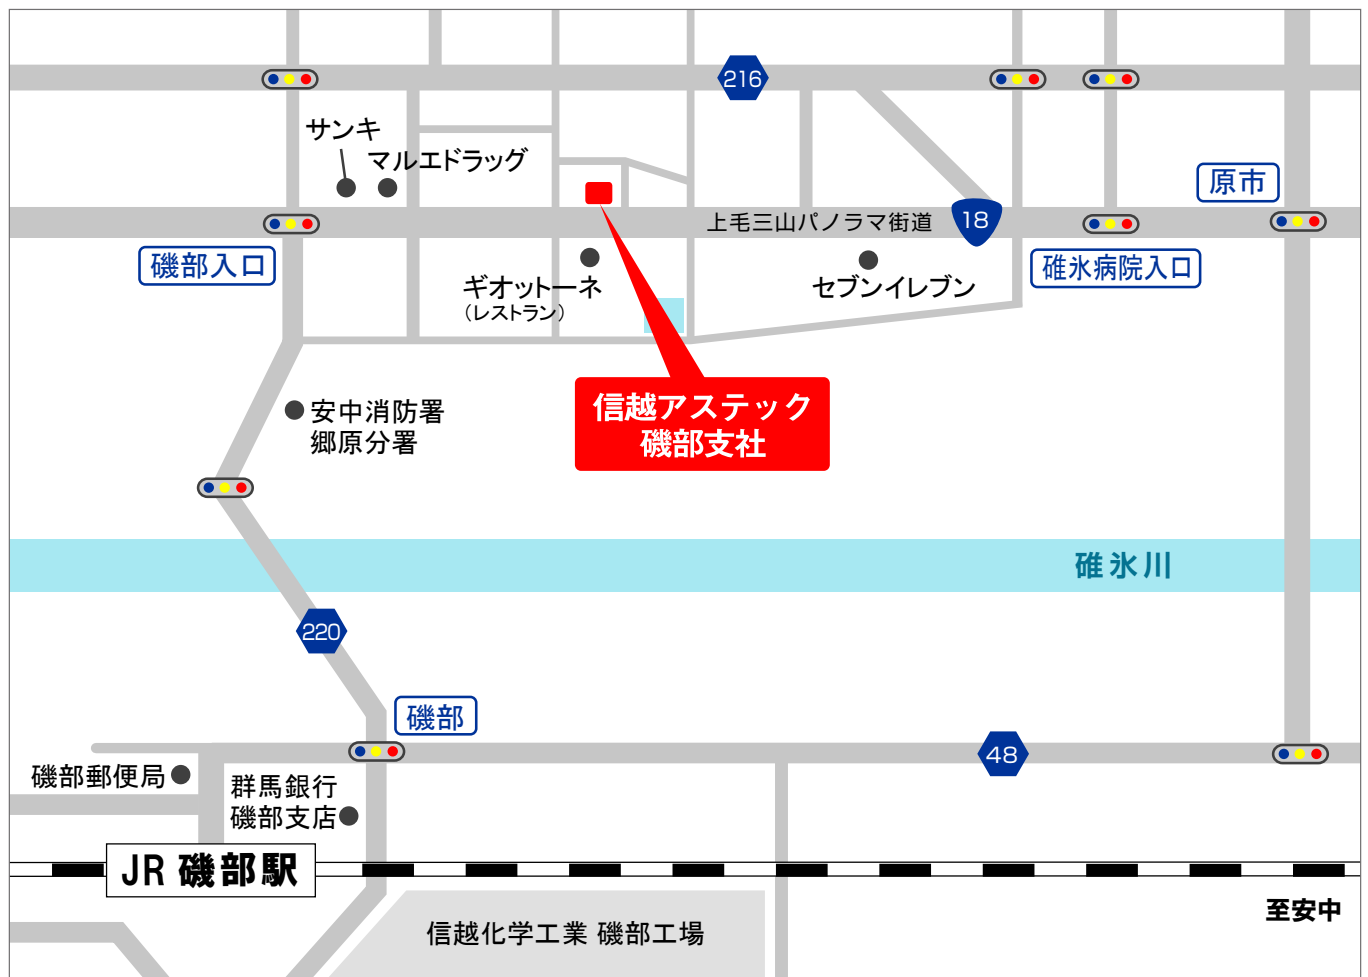 216
サンキ
マルエドラッグ
原市
上毛三山パノラマ街道
18
磯部入口
碓氷病院入口
ギオットーネ
(レストラン)
セブンイレブン
信越アステック
磯部支社
安中消防署
郷原分署
碓氷川
220
磯部
48
磯部郵便局
群馬銀行
磯部支店
JR 磯部駅
至安中
信越化学工業 磯部工場